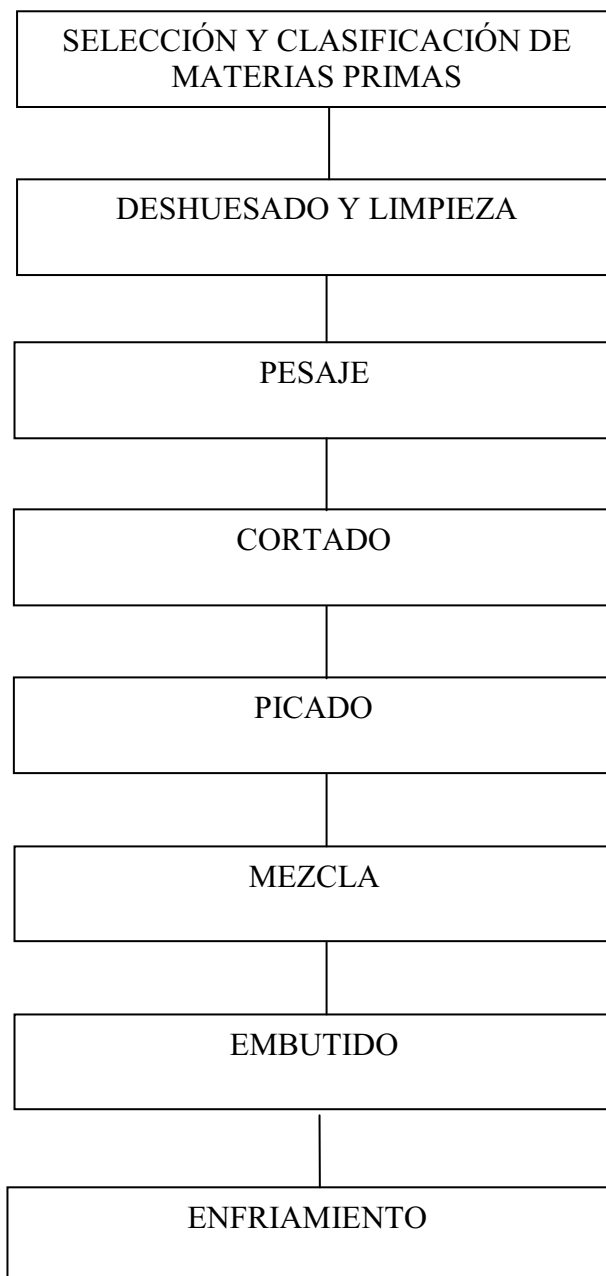 SELECCIÓN Y CLASIFICACIÓN DE
MATERIAS PRIMAS
DESHUESADO Y LIMPIEZA
PESAJE
CORTADO
PICADO
MEZCLA
EMBUTIDO
ENFRIAMIENTO